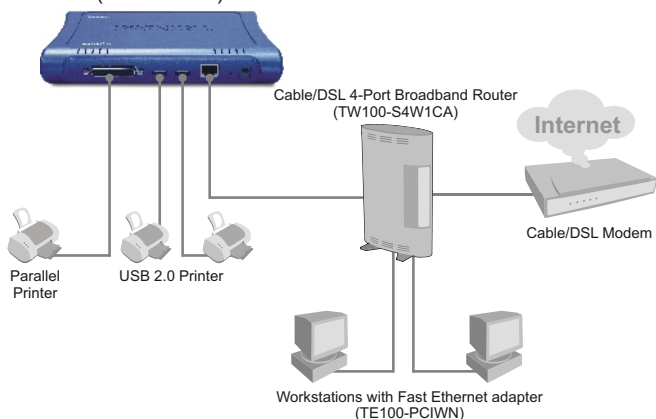 Cable/DSL 4-Port Broadband Router
(TW100-S4W1CA)
Internet
Cable/DSL Modem
Parallel
Printer
USB 2.0 Printer
Workstations with Fast Ethernet adapter
(TE100-PCIWN)